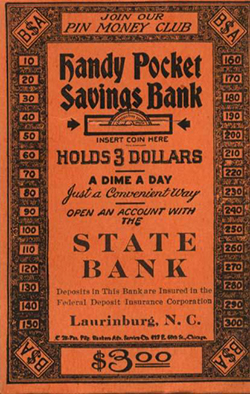 B&A
JOIN OUR
PIN MONEY CLUB
B&A
Handy Pocket
Savings Bank
INSERT COIN HERE
HOLDS 3 DOLLARS
A DIME A DAY
Just a Convenient Way
OPEN AN ACCOUNT WITH
THE
STATE
BANK
Deposits in This Bank are Insured in the
Federal Deposit Insurance Corporation
Laurinburg, N. C.
10
20
30
40
50
60
70
80
90
100
110
120
130
140
150
160
170
180
190
200
210
220
230
240
250
260
270
280
290
300
B&A
$3.00
B&A